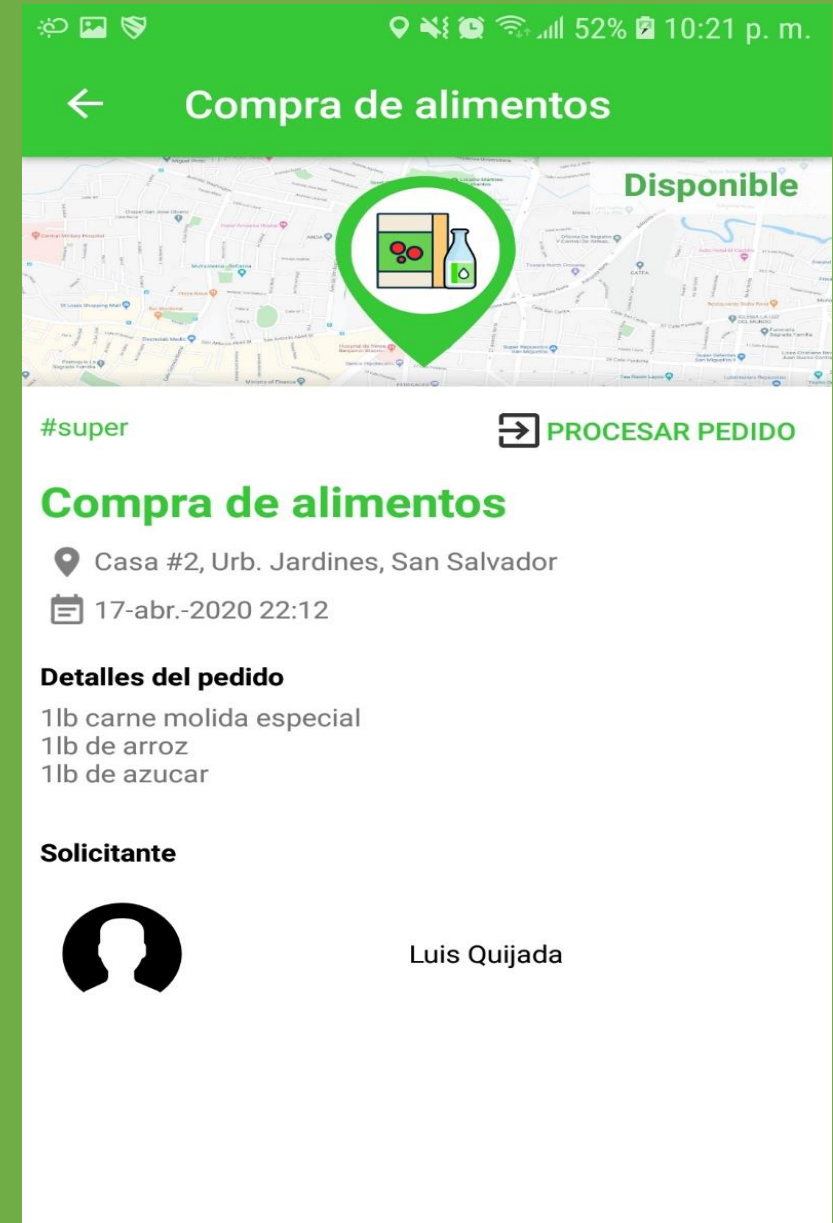 52% 10:21 p. m.
Compra de alimentos
Disponible
#super
PROCESAR PEDIDO
Compra de alimentos
Casa #2, Urb. Jardines, San Salvador
17-abr.-2020 22:12
Detalles del pedido
1lb carne molida especial
1lb de arroz
1lb de azucar
Solicitante
Luis Quijada